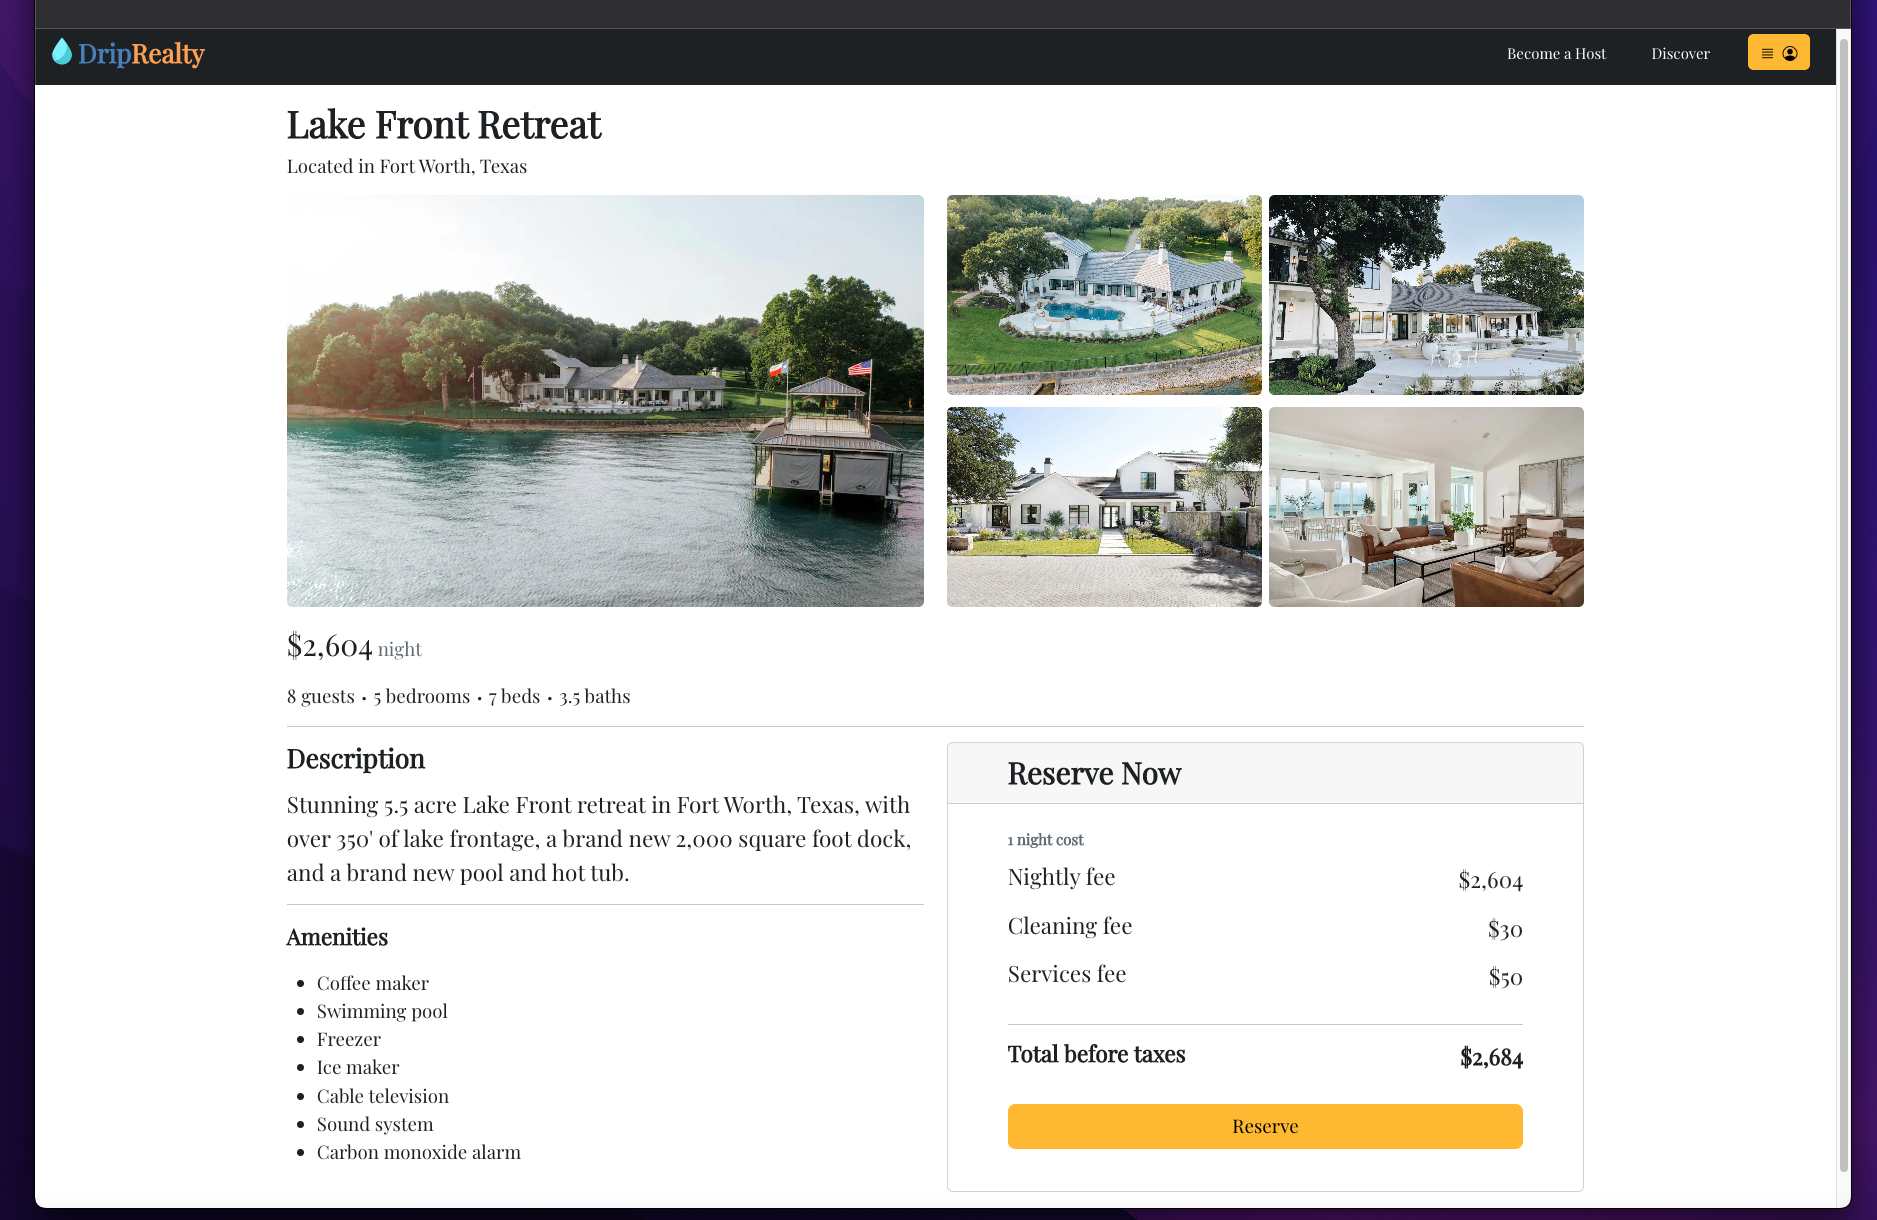 DripRealty
Become a Host
Discover
Lake Front Retreat
Located in Fort Worth, Texas
$2,604 night
8 guests • 5 bedrooms • 7 beds • 3.5 baths
Description
Stunning 5.5 acre Lake Front retreat in Fort Worth, Texas, with
over 350' of lake frontage, a brand new 2,000 square foot dock,
and a brand new pool and hot tub.
Amenities
• Coffee maker
• Swimming pool
• Freezer
• Ice maker
• Cable television
• Sound system
• Carbon monoxide alarm
Reserve Now
1 night cost
Nightly fee $2,604
Cleaning fee $30
Services fee $50
Total before taxes $2,684
Reserve